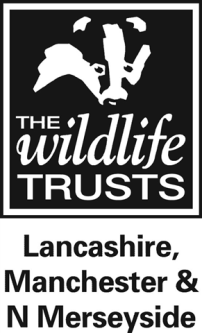 THE
wildlife
TRUSTS
Lancashire,
Manchester &
N Merseyside